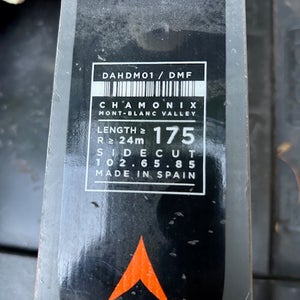 DAHDM01 / DMF
CHAMONIX
MONT-BLANC VALLEY
LENGTH ≥ 175
R ≥ 24m
SIDECUT
102.65.85
MADE IN SPAIN